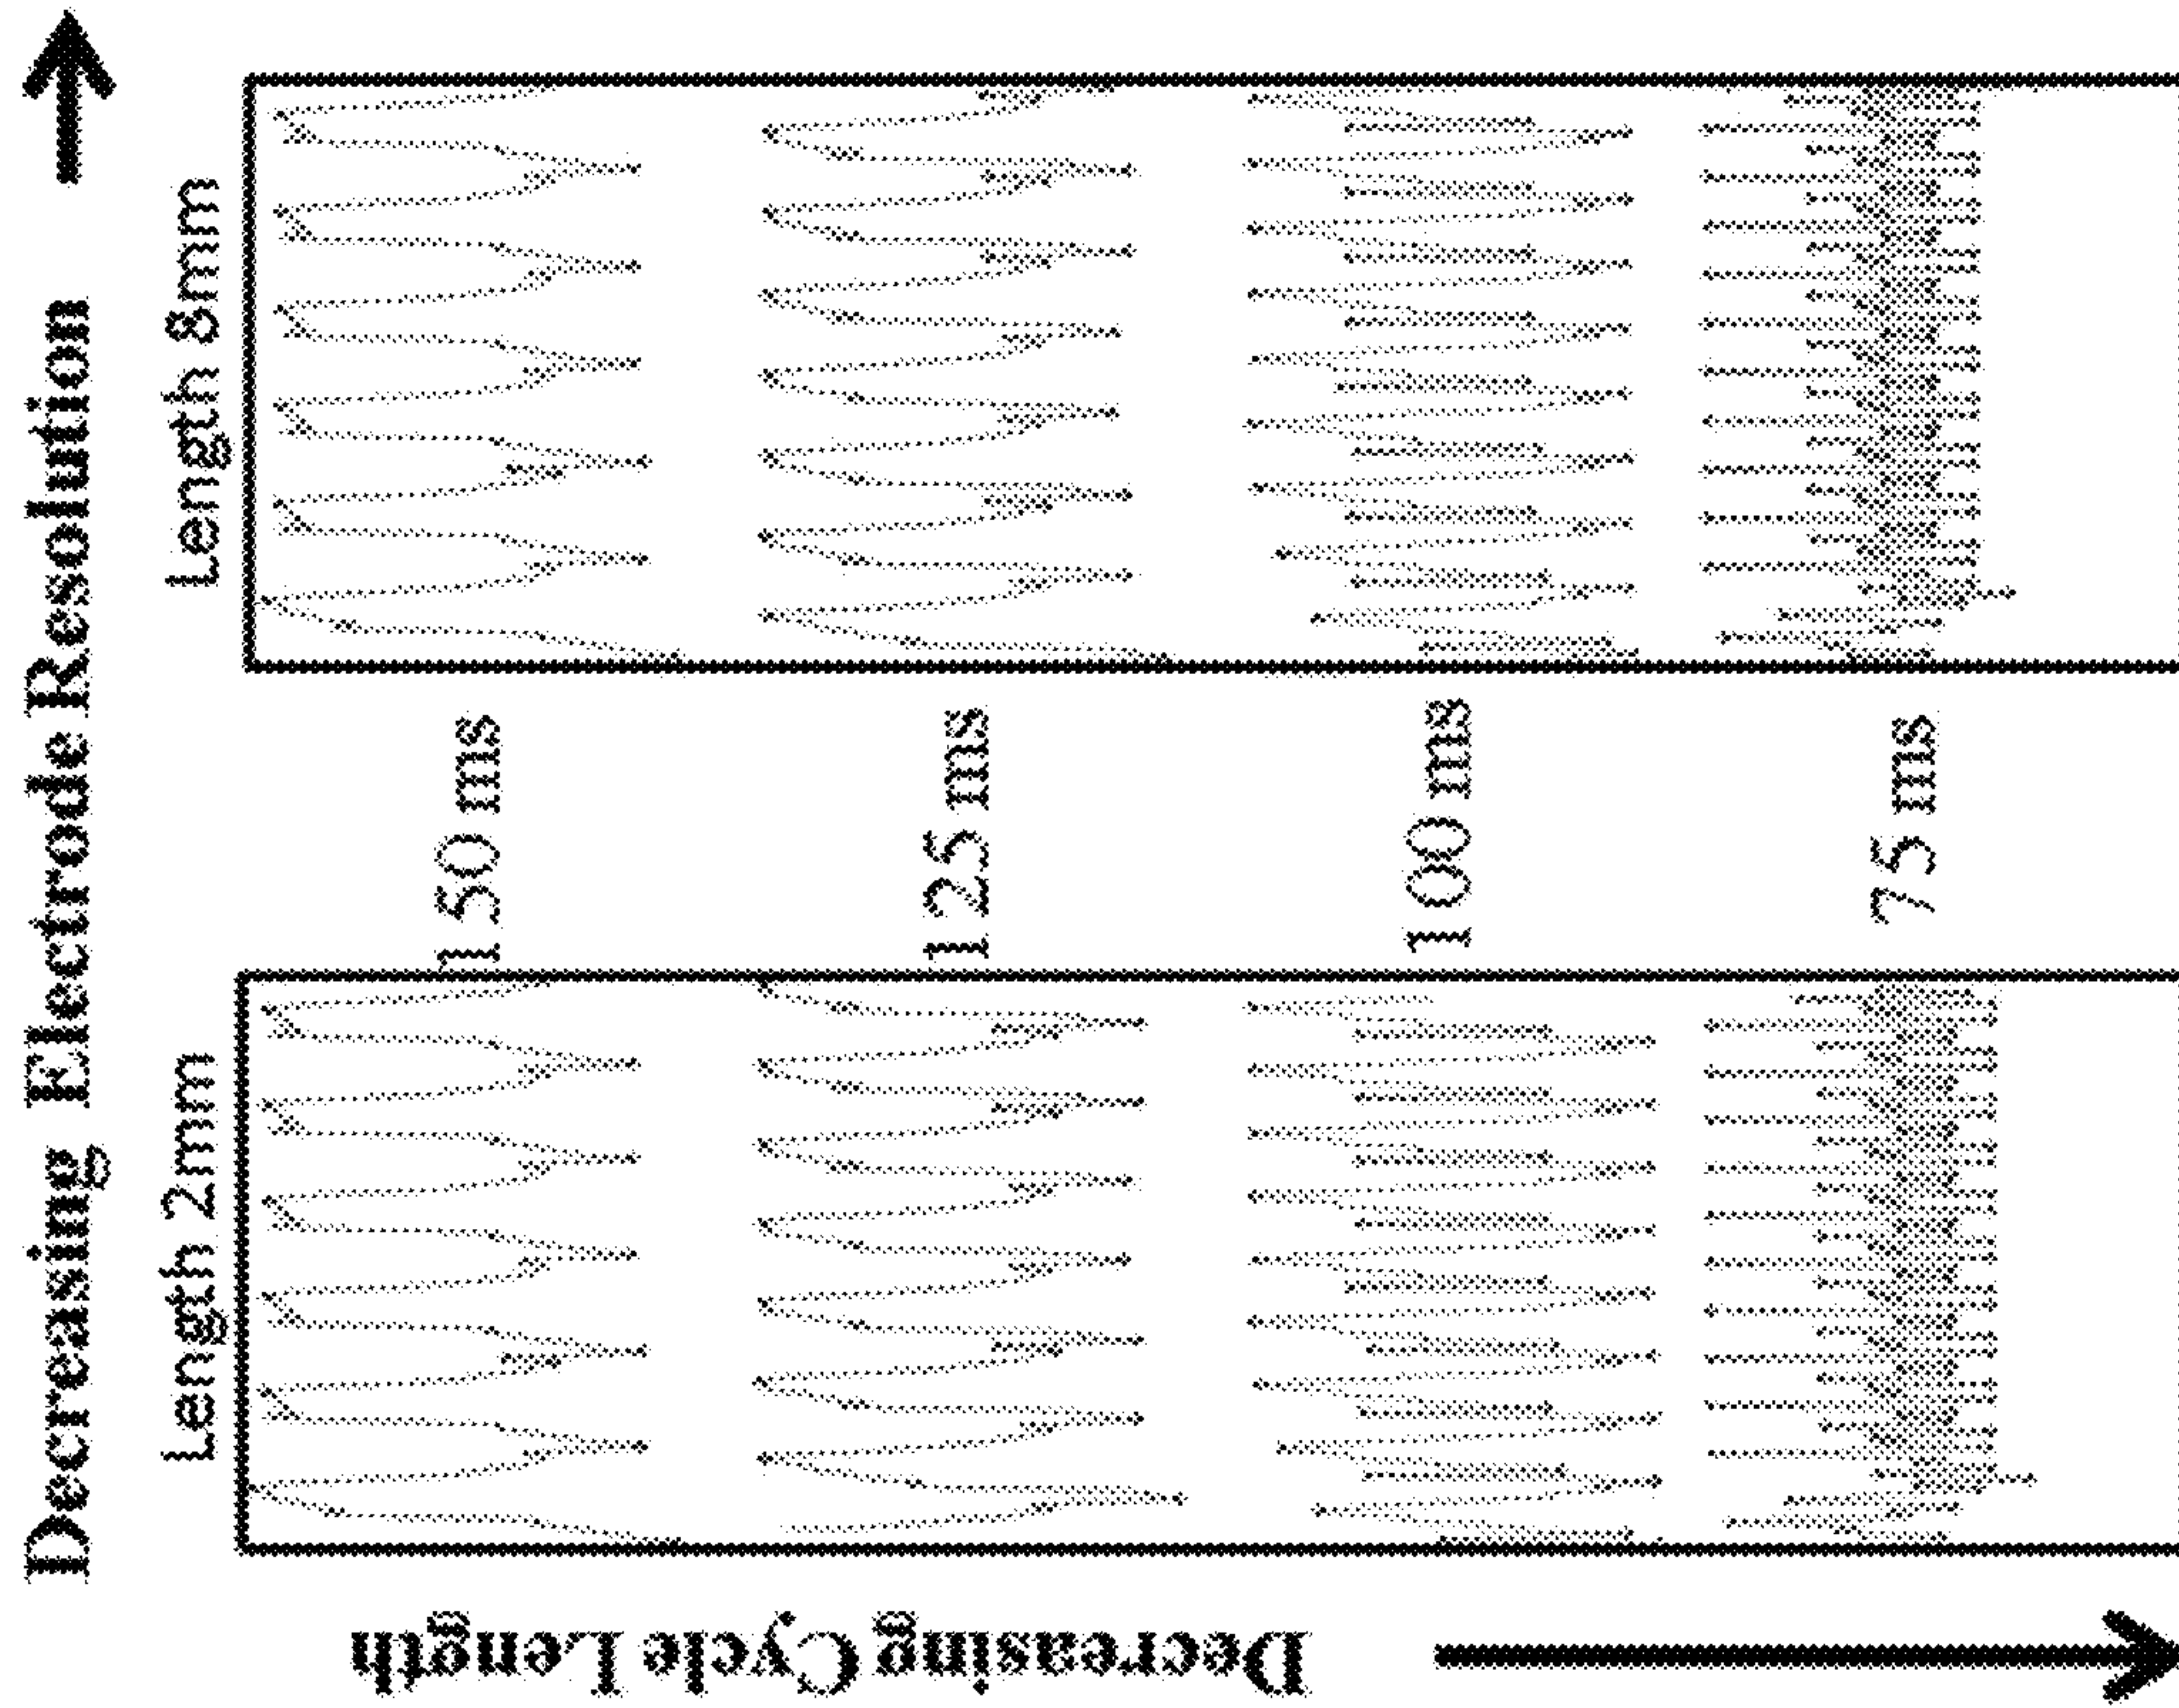 Decreasing Electrode Resolution
Length 2mm
Length 8mm
150 ms
125 ms
100 ms
75 ms
Decreasing Cycle Length